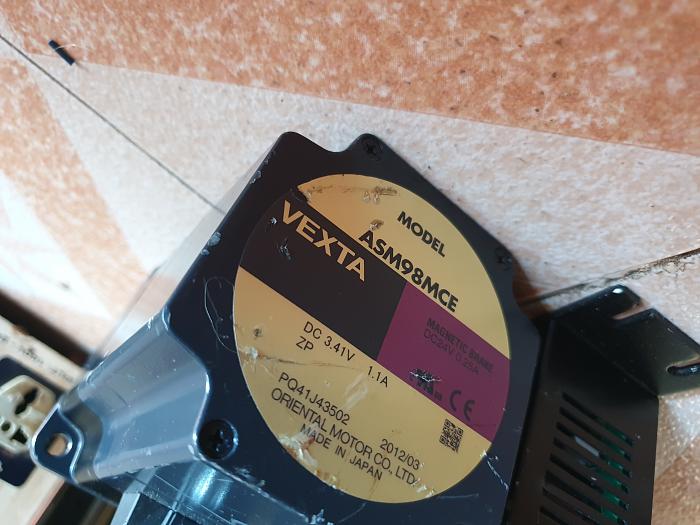 MODEL
ASM98MCE
VEXTA
MAGNETIC BRAKE
DC24V 0.25A
DC 3.41V 1.1A
ZP
CE
PQ41J43502 2012/03
ORIENTAL MOTOR CO., LTD.
MADE IN JAPAN